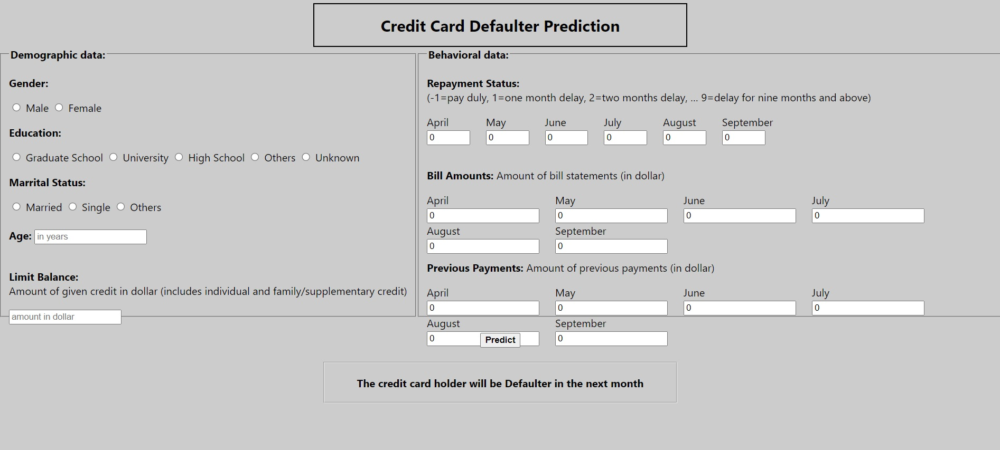 Credit Card Defaulter Prediction
Demographic data:
Gender:
Male Female
Education:
Graduate School University High School Others Unknown
Marrital Status:
Married Single Others
Age: in years
Limit Balance:
Amount of given credit in dollar (includes individual and family/supplementary credit)
amount in dollar
Behavioral data:
Repayment Status:
(-1=pay duly, 1=one month delay, 2=two months delay, ... 9=delay for nine months and above)
April May June July August September
0 0 0 0 0 0
Bill Amounts: Amount of bill statements (in dollar)
April May June July
0 0 0 0
August September
0 0
Previous Payments: Amount of previous payments (in dollar)
April May June July
0 0 0 0
August September
0 0
Predict
The credit card holder will be Defaulter in the next month